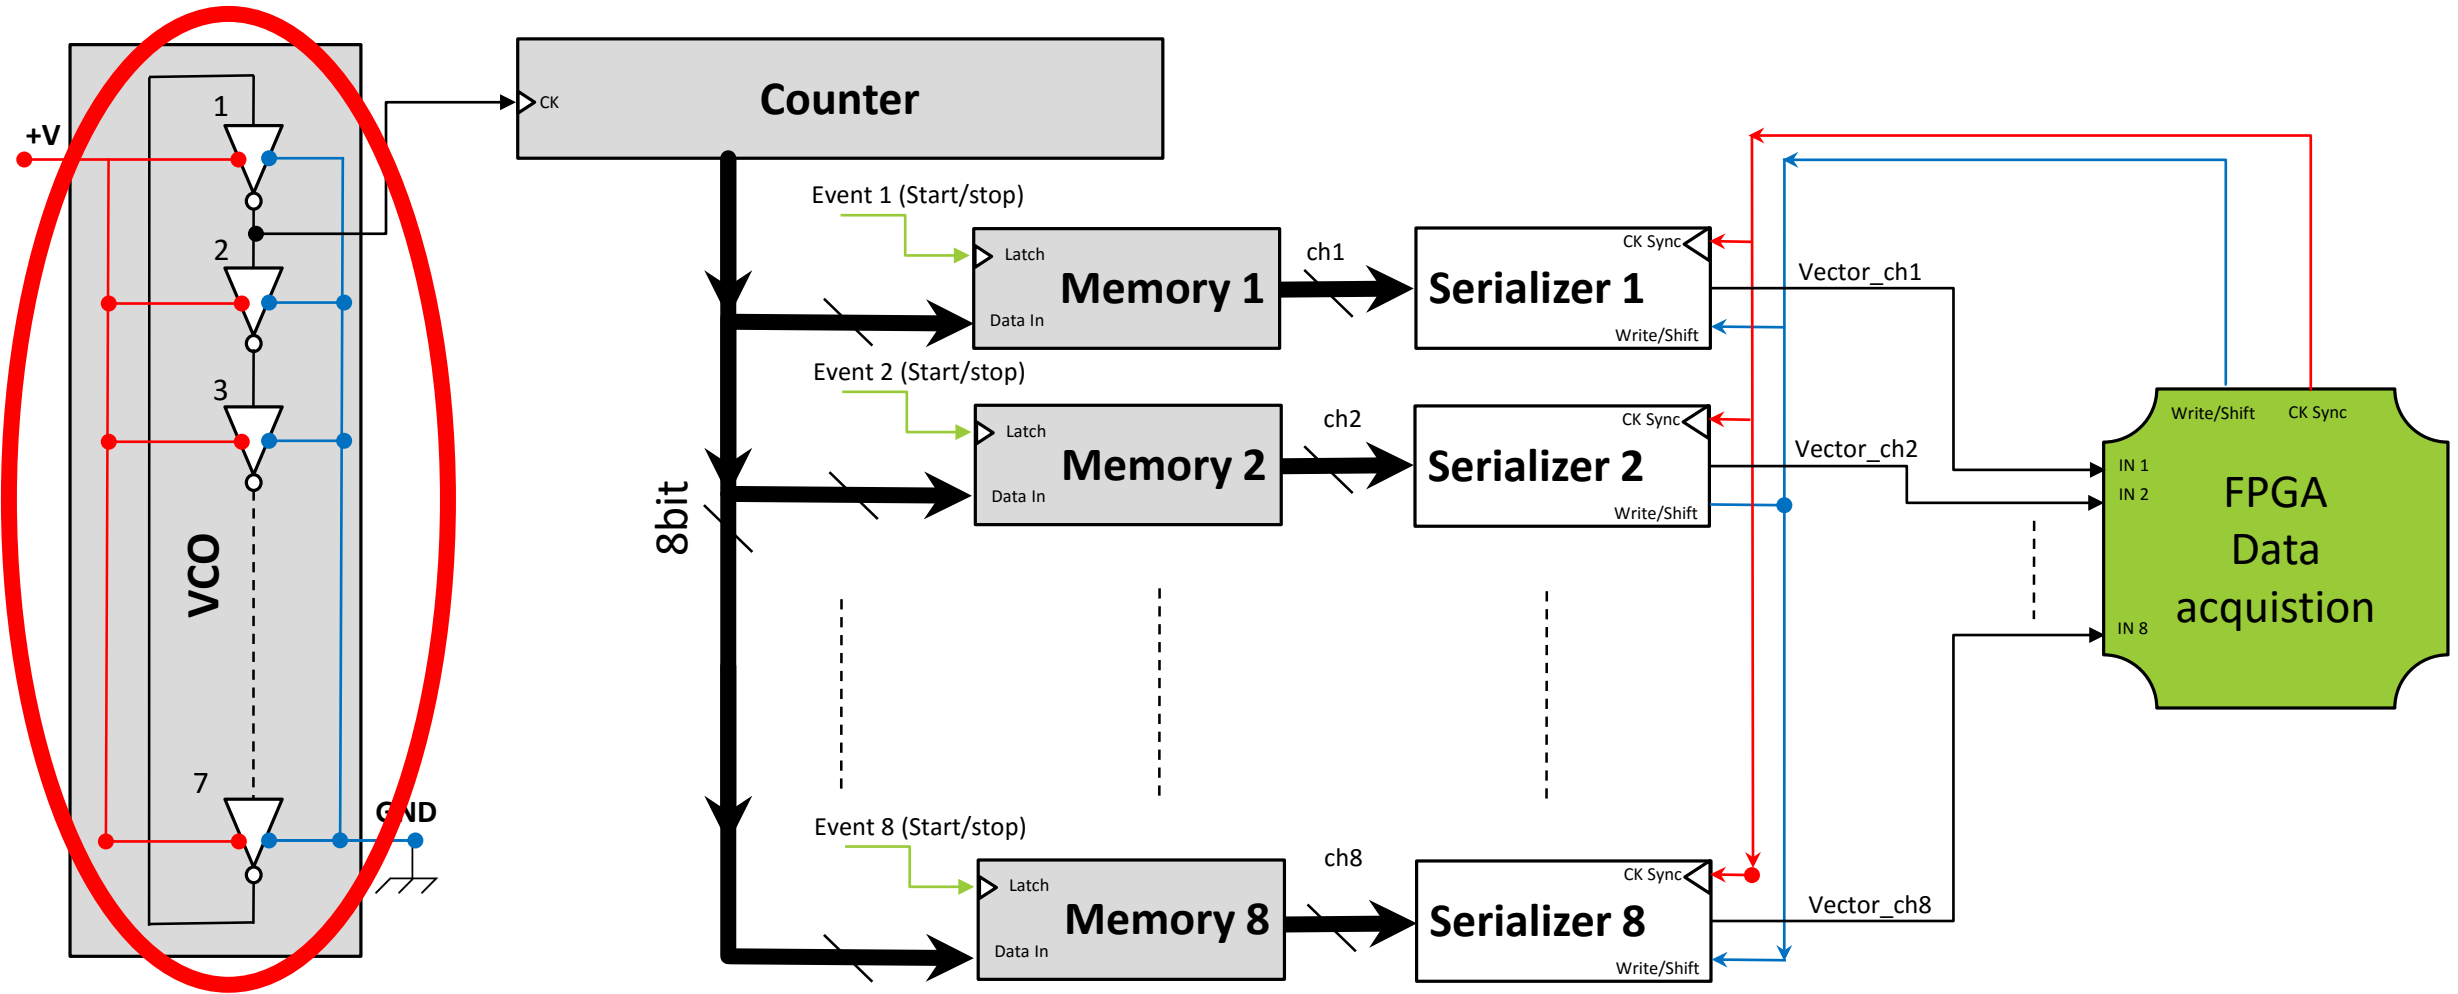 +V
1
2
3
VCO
7
GND
CK
Counter
8bit
Event 1 (Start/stop)
Latch
Data In
Memory 1
ch1
Serializer 1
CK Sync
Write/Shift
Vector_ch1
Event 2 (Start/stop)
Latch
Data In
Memory 2
ch2
Serializer 2
CK Sync
Write/Shift
Vector_ch2
Event 8 (Start/stop)
Latch
Data In
Memory 8
ch8
Serializer 8
CK Sync
Write/Shift
Vector_ch8
Write/Shift
CK Sync
IN 1
IN 2
IN 8
FPGA
Data
acquistion